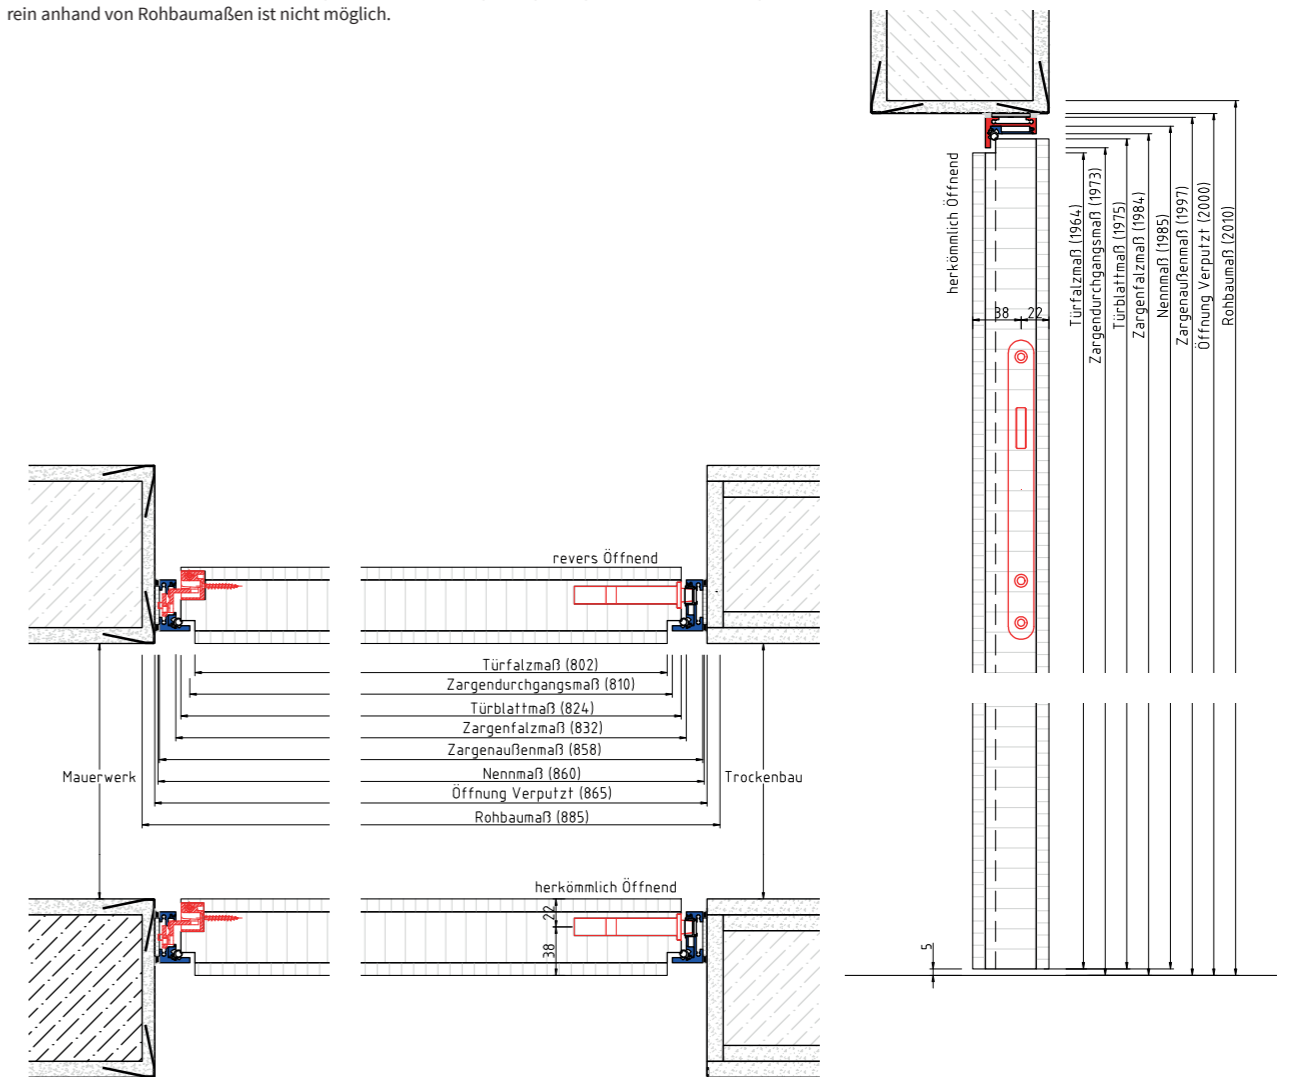 rein anhand von Rohbaumaßen ist nicht möglich.
herkömmlich Öffnend
38
22
Türfalzmaß (1964)
Zargendurchgangsmaß (1973)
Türblattmaß (1975)
Zargenfalzmaß (1984)
Nennmaß (1985)
Zargenaußenmaß (1997)
Öffnung Verputzt (2000)
Rohbaumaß (2010)
revers Öffnend
Türfalzmaß (802)
Zargendurchgangsmaß (810)
Türblattmaß (824)
Zargenfalzmaß (832)
Zargenaußenmaß (858)
Nennmaß (860)
Öffnung Verputzt (865)
Rohbaumaß (885)
Mauerwerk
Trockenbau
herkömmlich Öffnend
22
38
5